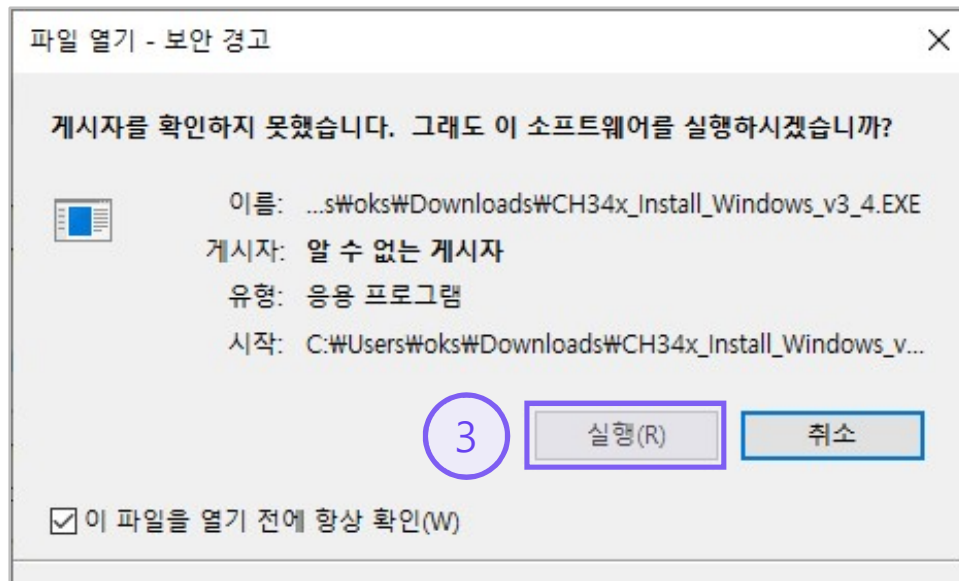 파일 열기 - 보안 경고
게시자를 확인하지 못했습니다. 그래도 이 소프트웨어를 실행하시겠습니까?
이름: ...s₩oks₩Downloads₩CH34x_Install_Windows_v3_4.EXE
게시자: 알 수 없는 게시자
유형: 응용 프로그램
시작: C:₩Users₩oks₩Downloads₩CH34x_Install_Windows_v...
3 실행(R) 취소
이 파일을 열기 전에 항상 확인(W)